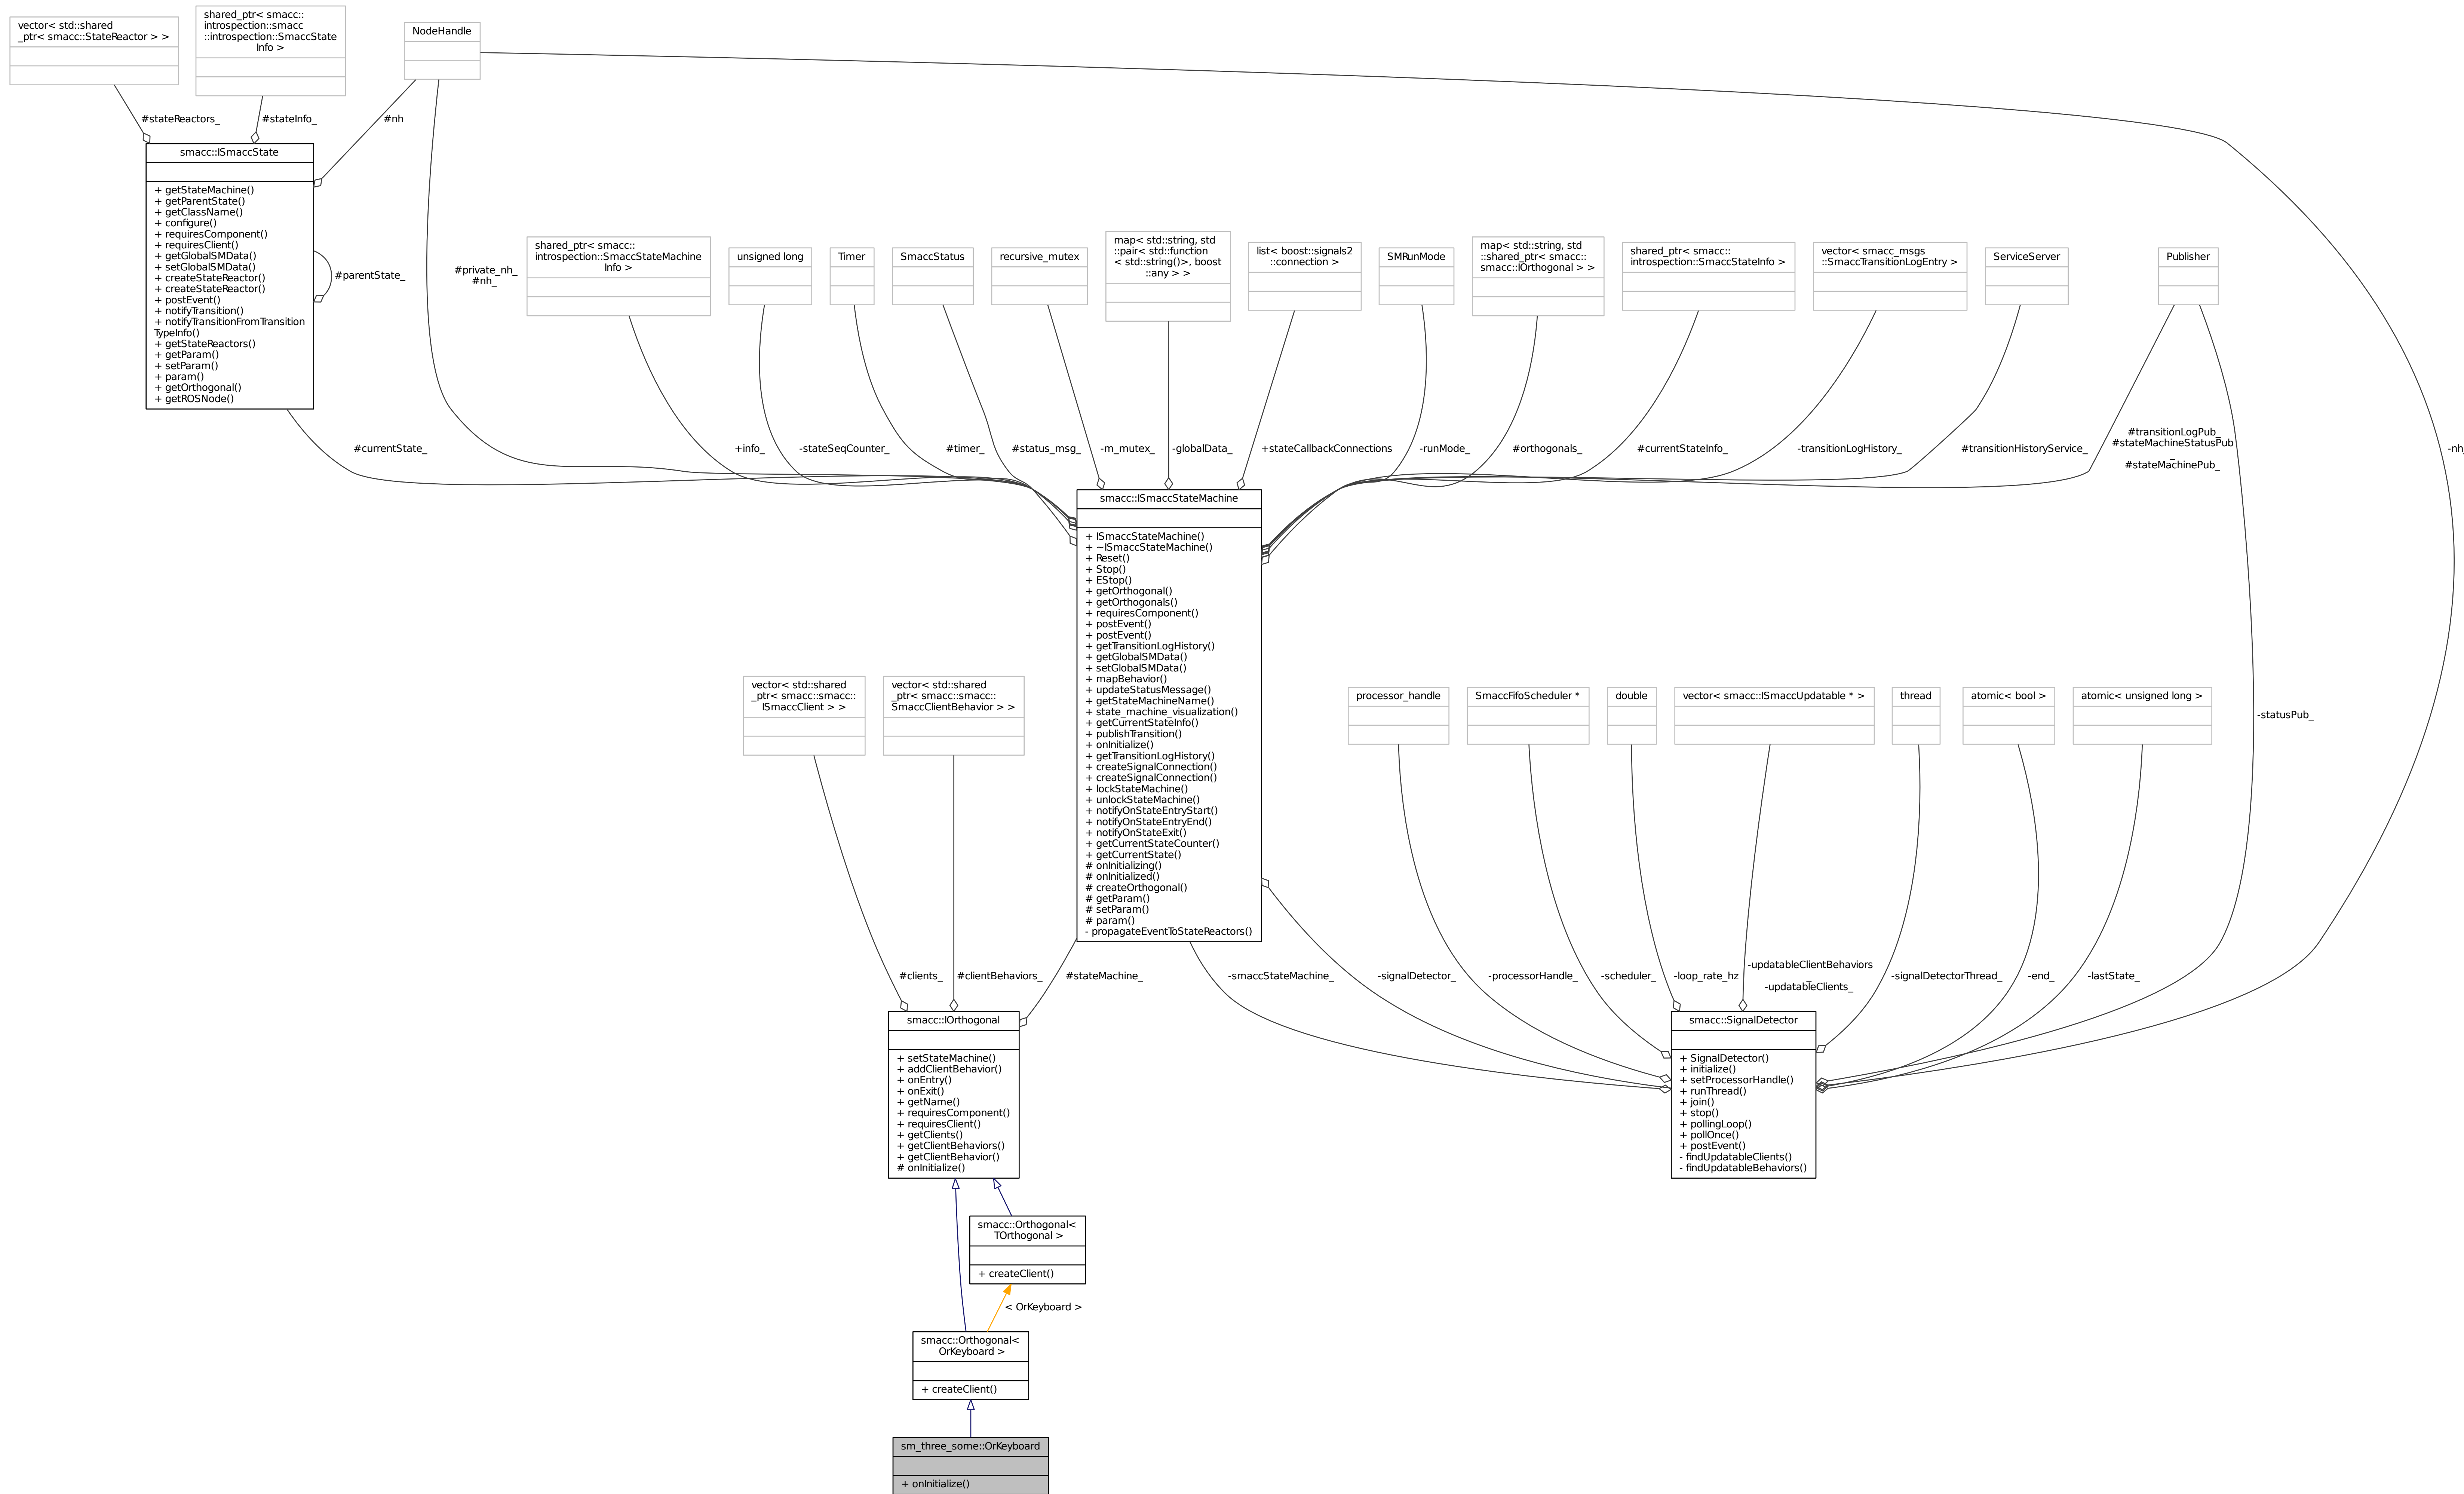 vector< std::shared
_ptr< smacc::StateReactor > >
shared_ptr< smacc::
introspection::smacc
::introspection::SmaccState
Info >
NodeHandle
#stateReactors_
#stateInfo_
#nh
smacc::ISmaccState
+ getStateMachine()
+ getParentState()
+ getClassName()
+ configure()
+ requiresComponent()
+ requiresClient()
+ getGlobalSMData()
+ setGlobalSMData()
+ createStateReactor()
+ createStateReactor()
+ postEvent()
+ notifyTransition()
+ notifyTransitionFromTransition
TypeInfo()
+ getStateReactors()
+ getParam()
+ setParam()
+ param()
+ getOrthogonal()
+ getROSNode()
#parentState_
#private_nh_
#nh_
shared_ptr< smacc::
introspection::SmaccStateMachine
Info >
unsigned long
Timer
SmaccStatus
recursive_mutex
map< std::string, std
::pair< std::function
< std::string()>, boost
::any > >
list< boost::signals2
::connection >
SMRunMode
map< std::string, std
::shared_ptr< smacc::
smacc::IOrthogonal > >
shared_ptr< smacc::
introspection::SmaccStateInfo >
vector< smacc_msgs
::SmaccTransitionLogEntry >
ServiceServer
Publisher
#currentState_
+info_
-stateSeqCounter_
#timer_
#status_msg_
-m_mutex_
-globalData_
+stateCallbackConnections
-runMode_
#orthogonals_
#currentStateInfo_
-transitionLogHistory_
#transitionHistoryService_
#transitionLogPub_
#stateMachineStatusPub
_
#stateMachinePub_
-nh_
smacc::ISmaccStateMachine
+ ISmaccStateMachine()
+ ~ISmaccStateMachine()
+ Reset()
+ Stop()
+ EStop()
+ getOrthogonal()
+ getOrthogonals()
+ requiresComponent()
+ postEvent()
+ postEvent()
+ getTransitionLogHistory()
+ getGlobalSMData()
+ setGlobalSMData()
+ mapBehavior()
+ updateStatusMessage()
+ getStateMachineName()
+ state_machine_visualization()
+ getCurrentStateInfo()
+ publishTransition()
+ onInitialize()
+ getTransitionLogHistory()
+ createSignalConnection()
+ createSignalConnection()
+ lockStateMachine()
+ unlockStateMachine()
+ notifyOnStateEntryStart()
+ notifyOnStateEntryEnd()
+ notifyOnStateExit()
+ getCurrentStateCounter()
+ getCurrentState()
# onInitializing()
# onInitialized()
# createOrthogonal()
# getParam()
# setParam()
# param()
- propagateEventToStateReactors()
vector< std::shared
_ptr< smacc::smacc::
ISmaccClient > >
vector< std::shared
_ptr< smacc::smacc::
SmaccClientBehavior > >
processor_handle
SmaccFifoScheduler *
double
vector< smacc::ISmaccUpdatable * >
thread
atomic< bool >
atomic< unsigned long >
-statusPub_
#clients_
#clientBehaviors_
#stateMachine_
-smaccStateMachine_
-signalDetector_
-processorHandle_
-scheduler_
-loop_rate_hz
-updatableClientBehaviors
_
-updatableClients_
-signalDetectorThread_
-end_
-lastState_
smacc::IOrthogonal
+ setStateMachine()
+ addClientBehavior()
+ onEntry()
+ onExit()
+ getName()
+ requiresComponent()
+ requiresClient()
+ getClients()
+ getClientBehaviors()
+ getClientBehavior()
# onInitialize()
smacc::SignalDetector
+ SignalDetector()
+ initialize()
+ setProcessorHandle()
+ runThread()
+ join()
+ stop()
+ pollingLoop()
+ pollOnce()
+ postEvent()
- findUpdatableClients()
- findUpdatableBehaviors()
smacc::Orthogonal<
TOrthogonal >
+ createClient()
< OrKeyboard >
smacc::Orthogonal<
OrKeyboard >
+ createClient()
sm_three_some::OrKeyboard
+ onInitialize()